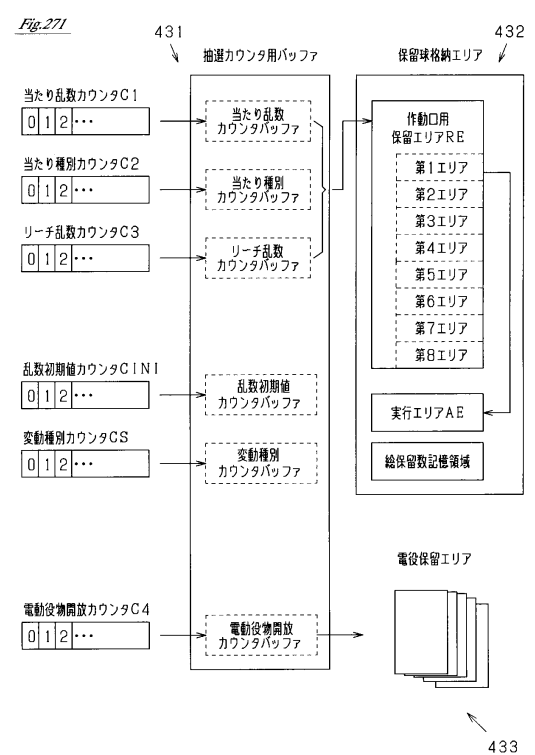 Fig.271
431
432
抽選カウンタ用バッファ
保留球格納エリア
当たり乱数カウンタC1
0 1 2 ・・・
当たり乱数
カウンタバッファ
作動口用
保留エリアRE
第1エリア
第2エリア
第3エリア
第4エリア
第5エリア
第6エリア
第7エリア
第8エリア
当たり種別カウンタC2
0 1 2 ・・・
当たり種別
カウンタバッファ
リーチ乱数カウンタC3
0 1 2 ・・・
リーチ乱数
カウンタバッファ
乱数初期値カウンタCINI
0 1 2 ・・・
乱数初期値
カウンタバッファ
実行エリアAE
変動種別カウンタCS
0 1 2 ・・・
変動種別
カウンタバッファ
総保留数記憶領域
電役保留エリア
電動役物開放カウンタC4
0 1 2 ・・・
電動役物開放
カウンタバッファ
433